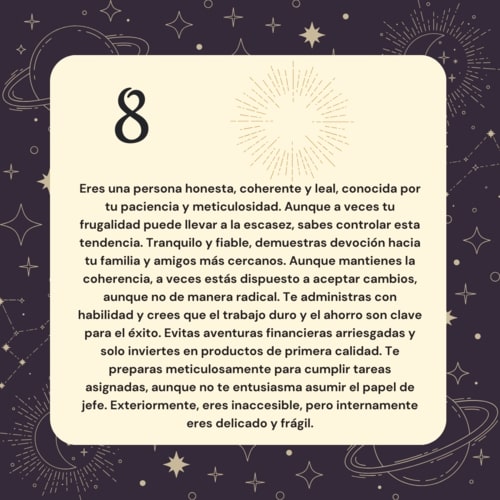 8
Eres una persona honesta, coherente y leal, conocida por
tu paciencia y meticulosidad. Aunque a veces tu
frugalidad puede llevar a la escasez, sabes controlar esta
tendencia. Tranquilo y fiable, demuestras devoción hacia
tu familia y amigos más cercanos. Aunque mantienes la
coherencia, a veces estás dispuesto a aceptar cambios,
aunque no de manera radical. Te administras con
habilidad y crees que el trabajo duro y el ahorro son clave
para el éxito. Evitas aventuras financieras arriesgadas y
solo inviertes en productos de primera calidad. Te
preparas meticulosamente para cumplir tareas
asignadas, aunque no te entusiasma asumir el papel de
jefe. Exteriormente, eres inaccesible, pero internamente
eres delicado y frágil.